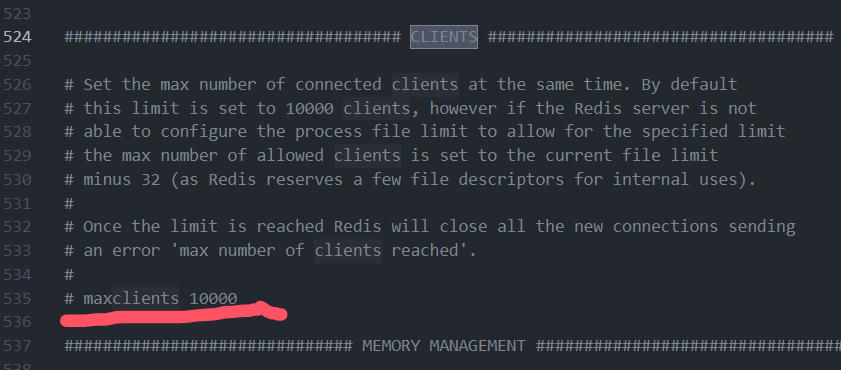 523
524 ################################### CLIENTS ####################################
525
526 # Set the max number of connected clients at the same time. By default
527 # this limit is set to 10000 clients, however if the Redis server is not
528 # able to configure the process file limit to allow for the specified limit
529 # the max number of allowed clients is set to the current file limit
530 # minus 32 (as Redis reserves a few file descriptors for internal uses).
531 #
532 # Once the limit is reached Redis will close all the new connections sending
533 # an error 'max number of clients reached'.
534 #
535 # maxclients 10000
536
537 ############################## MEMORY MANAGEMENT ################################
538